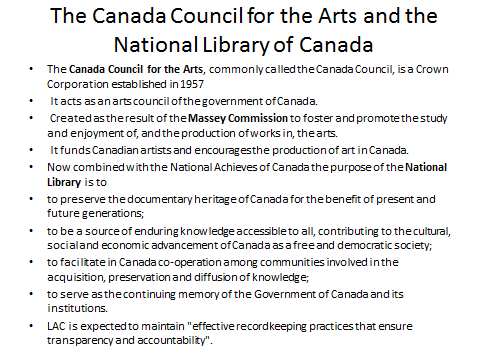 The Canada Council for the Arts and the
National Library of Canada
• The Canada Council for the Arts, commonly called the Canada Council, is a Crown
Corporation established in 1957
• It acts as an arts council of the government of Canada.
• Created as the result of the Massey Commission to foster and promote the study
and enjoyment of, and the production of works in, the arts.
• It funds Canadian artists and encourages the production of art in Canada.
• Now combined with the National Achieves of Canada the purpose of the National
Library is to
• to preserve the documentary heritage of Canada for the benefit of present and
future generations;
• to be a source of enduring knowledge accessible to all, contributing to the cultural,
social and economic advancement of Canada as a free and democratic society;
• to facilitate in Canada co-operation among communities involved in the
acquisition, preservation and diffusion of knowledge;
• to serve as the continuing memory of the Government of Canada and its
institutions.
• LAC is expected to maintain "effective recordkeeping practices that ensure
transparency and accountability".